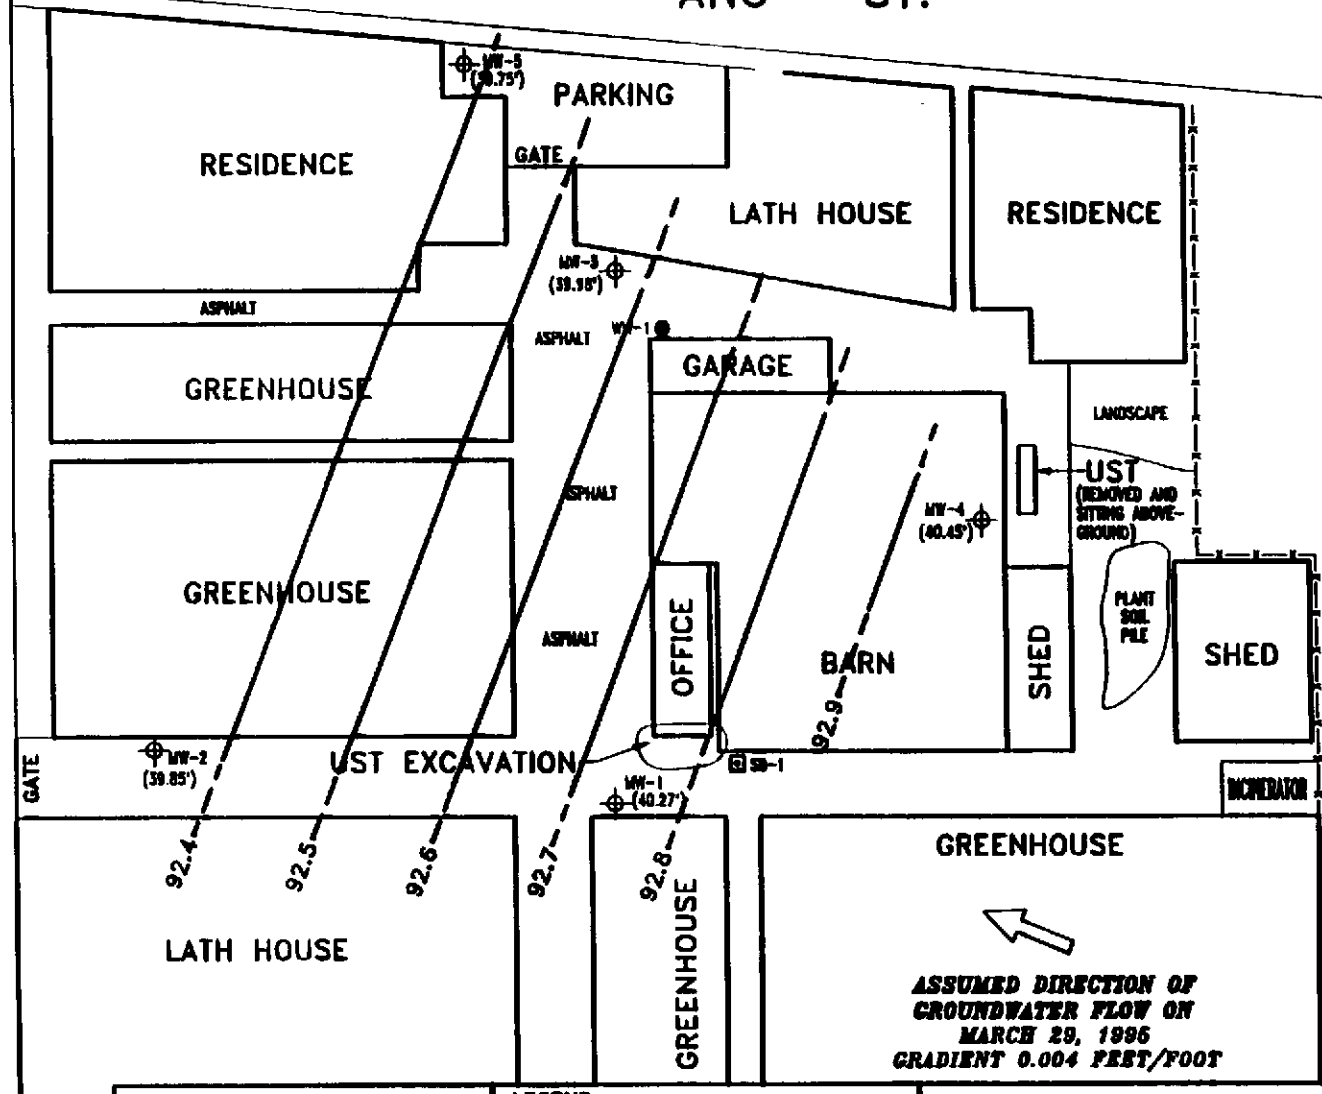 ST.
MW-5
PARKING
GATE
RESIDENCE
LATH HOUSE
RESIDENCE
MW-3
(39.98')
ASPHALT
WW-1
ASPHALT
GARAGE
GREENHOUSE
LANDSCAPE
UST
(REMOVED AND
SITTING ABOVE-
GROUND)
ASPHALT
MW-4
(40.45')
GREENHOUSE
PLANT
SOIL
PILE
ASPHALT
OFFICE
BARN
SHED
SHED
92.9
MW-2
(39.85')
UST EXCAVATION
SB-1
GATE
MW-1
(40.27')
INCINERATOR
92.4
92.5
92.6
92.7
92.8
GREENHOUSE
LATH HOUSE
GREENHOUSE
ASSUMED DIRECTION OF
GROUNDWATER FLOW ON
MARCH 29, 1995
GRADIENT 0.004 FEET/FOOT